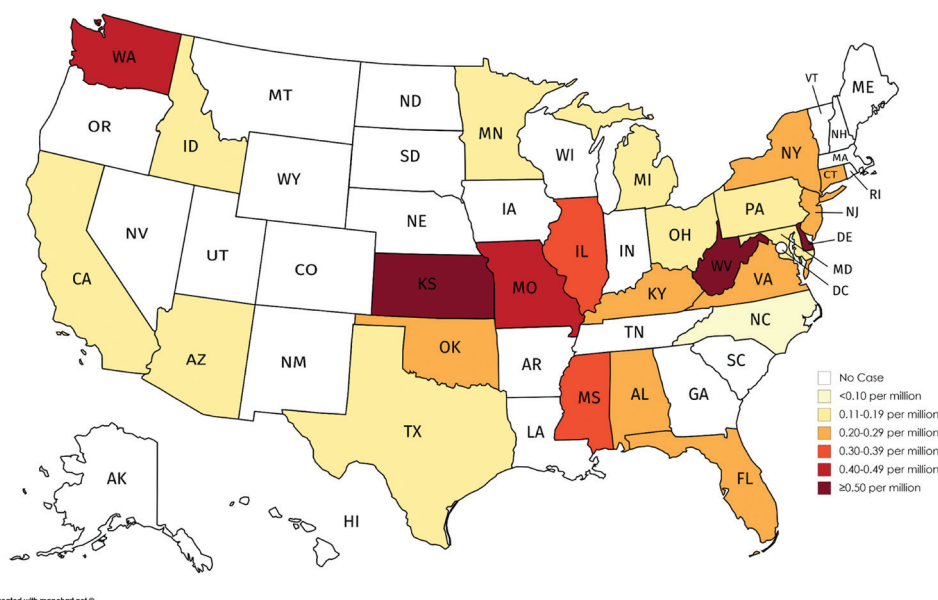 WA
MT
ND
MN
OR
ID
SD
WI
WY
MI
IA
NE
NV
UT
CO
CA
KS
MO
IL
IN
OH
PA
NY
VT
NH
ME
MA
CT
RI
NJ
DE
MD
DC
WV
VA
KY
NC
TN
SC
AZ
NM
OK
AR
TX
LA
MS
AL
GA
FL
AK
HI
No Case
<0.10 per million
0.11-0.19 per million
0.20-0.29 per million
0.30-0.39 per million
0.40-0.49 per million
≥0.50 per million